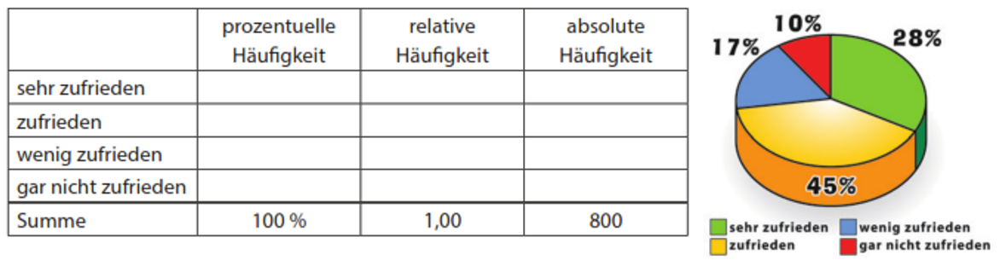 prozentuelle Häufigkeit
relative Häufigkeit
absolute Häufigkeit
sehr zufrieden
zufrieden
wenig zufrieden
gar nicht zufrieden
Summe 100 % 1,00 800
10%
28%
17%
45%
sehr zufrieden wenig zufrieden
zufrieden gar nicht zufrieden